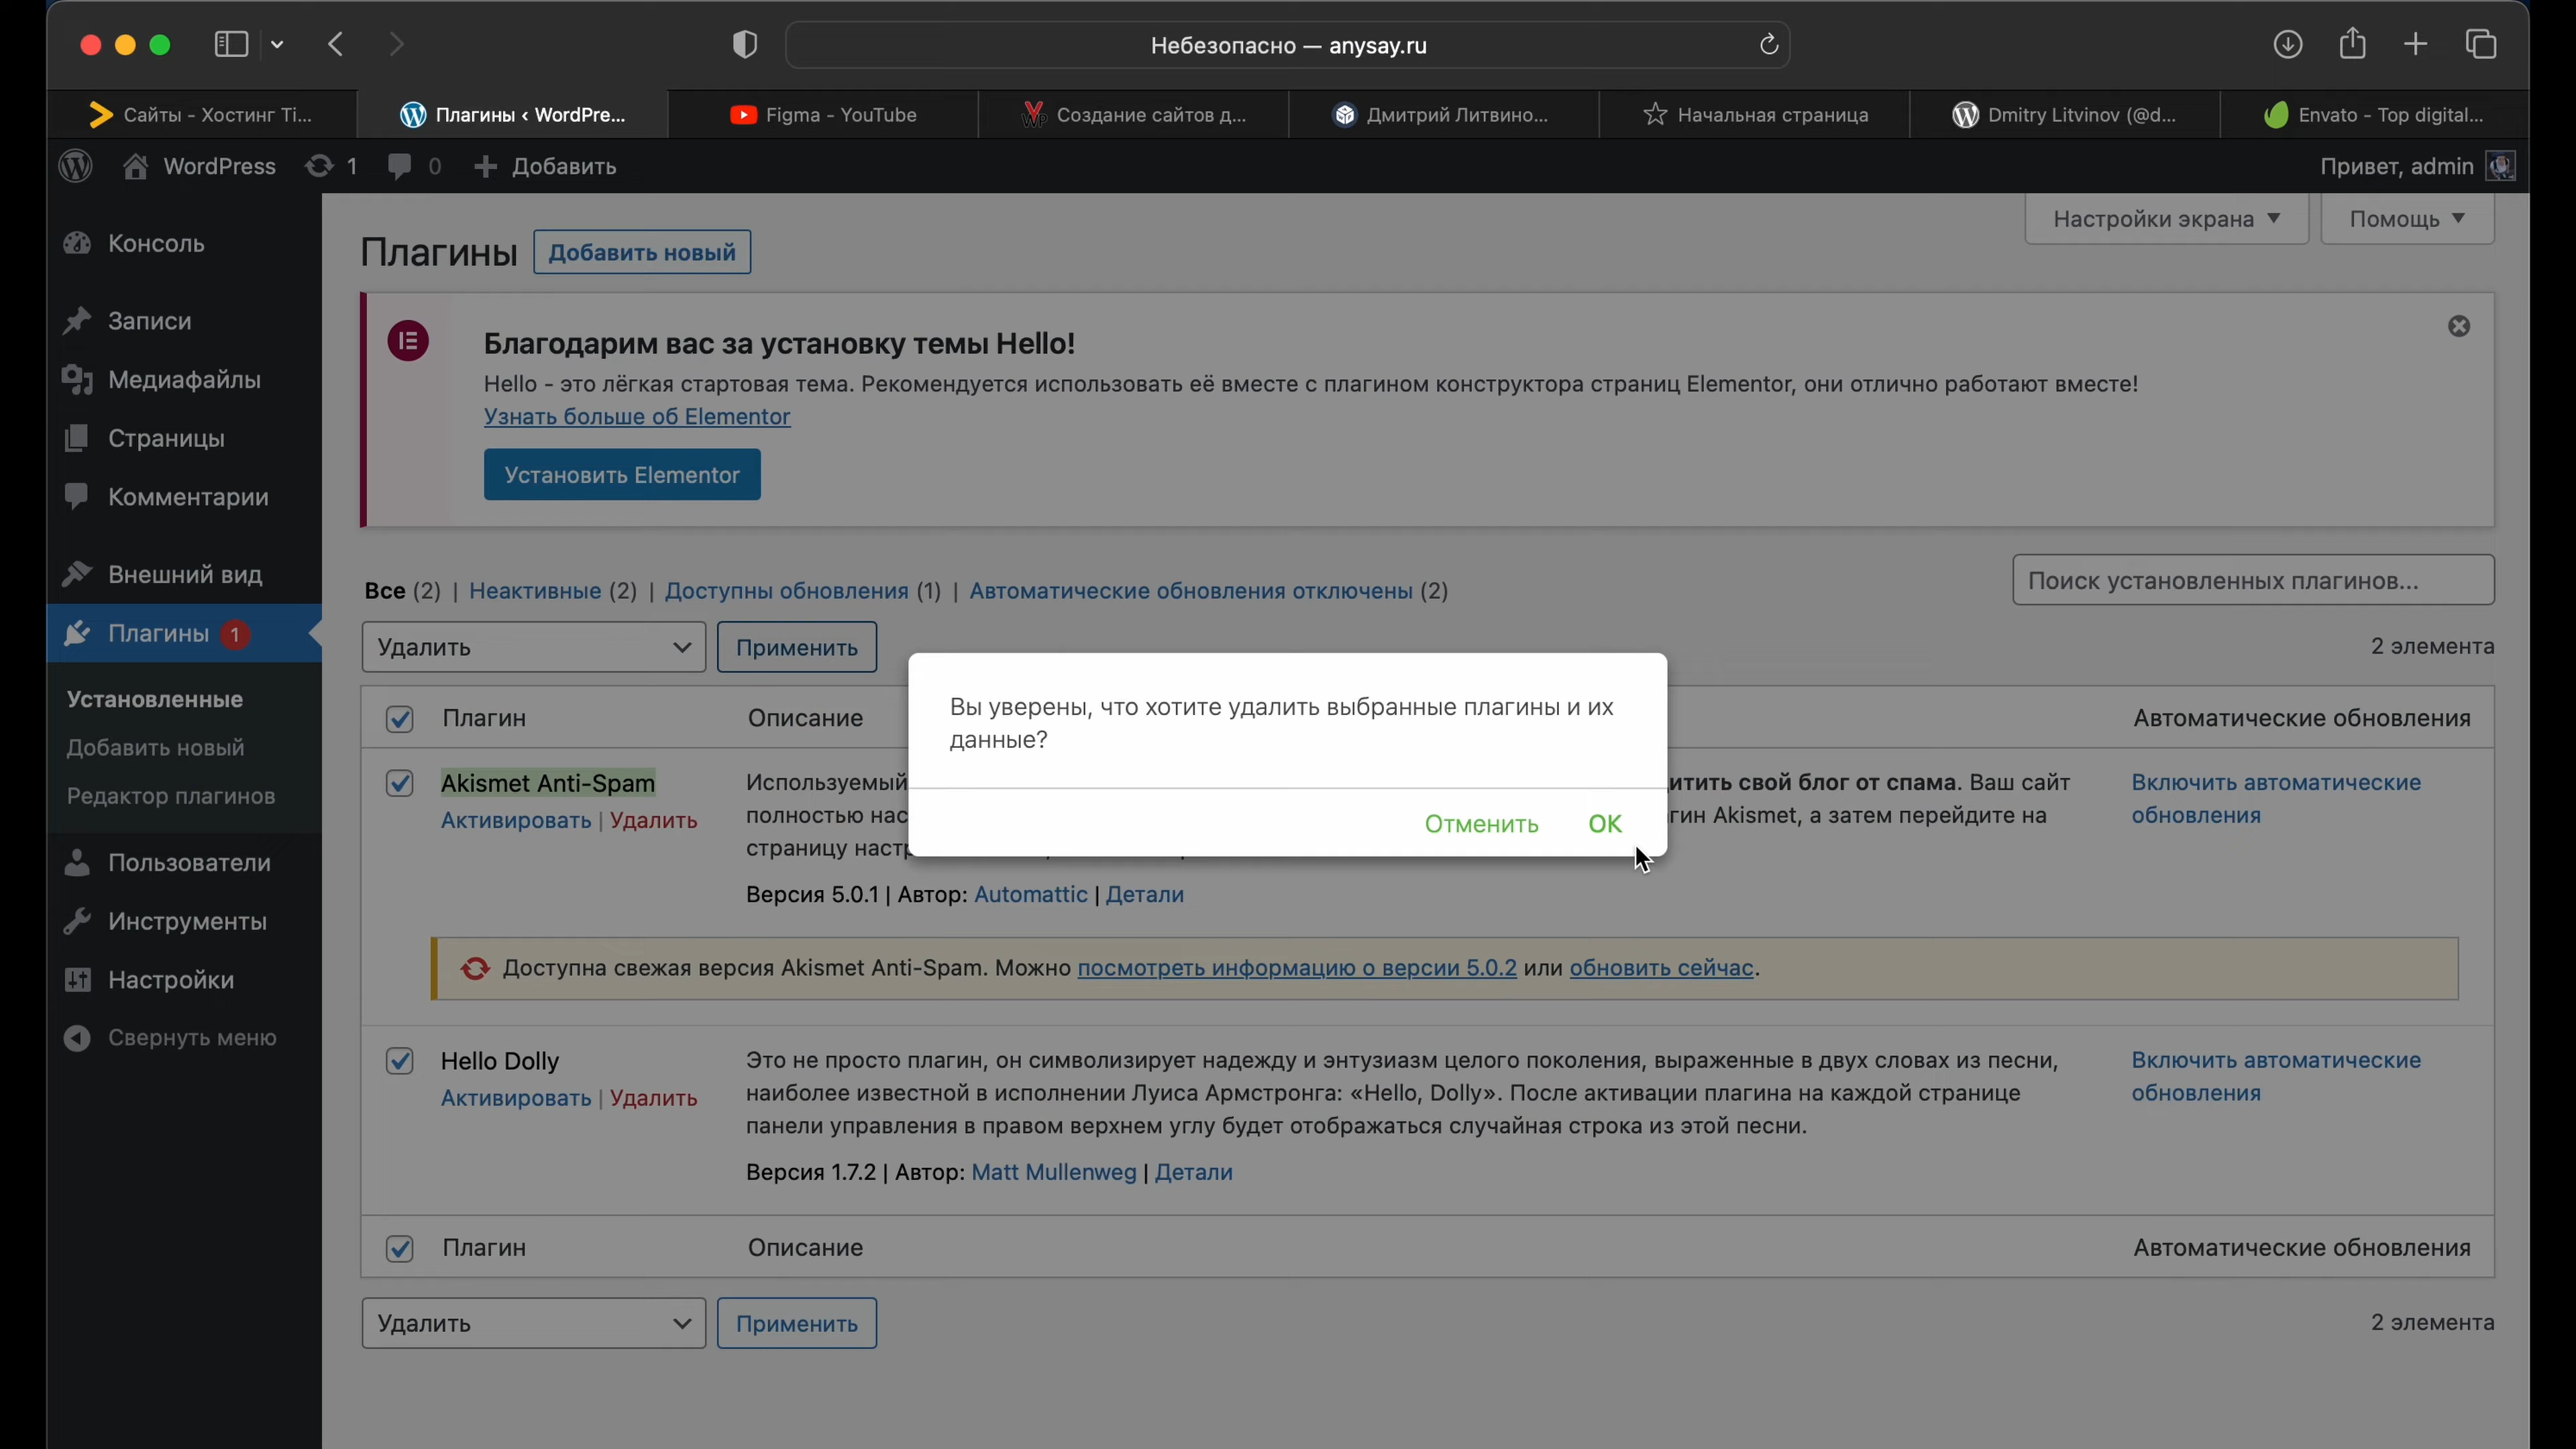 Небезопасно — anysay.ru
Сайты - Хостинг Ti...
Плагины ‹ WordPre...
Figma - YouTube
Создание сайтов д...
Дмитрий Литвино...
Начальная страница
Dmitry Litvinov (@d...
Envato - Top digital...
WordPress
1
0
Добавить
Привет, admin
Консоль
Записи
Медиафайлы
Страницы
Комментарии
Внешний вид
Плагины 1
Установленные
Добавить новый
Редактор плагинов
Пользователи
Инструменты
Настройки
Свернуть меню
Настройки экрана
Помощь
Плагины
Добавить новый
Благодарим вас за установку темы Hello!
Hello - это лёгкая стартовая тема. Рекомендуется использовать её вместе с плагином конструктора страниц Elementor, они отлично работают вместе!
Узнать больше об Elementor
Установить Elementor
Все (2) | Неактивные (2) | Доступны обновления (1) | Автоматические обновления отключены (2)
Поиск установленных плагинов...
Удалить
Применить
2 элемента
Плагин
Описание
Автоматические обновления
Вы уверены, что хотите удалить выбранные плагины и их
данные?
Отменить
OK
Akismet Anti-Spam
Активировать | Удалить
Используемый
итить свой блог от спама. Ваш сайт
полностью нас
гин Akismet, а затем перейдите на
страницу настр
Версия 5.0.1 | Автор: Automattic | Детали
Включить автоматические
обновления
Доступна свежая версия Akismet Anti-Spam. Можно посмотреть информацию о версии 5.0.2 или обновить сейчас.
Hello Dolly
Активировать | Удалить
Это не просто плагин, он символизирует надежду и энтузиазм целого поколения, выраженные в двух словах из песни,
наиболее известной в исполнении Луиса Армстронга: «Hello, Dolly». После активации плагина на каждой странице
панели управления в правом верхнем углу будет отображаться случайная строка из этой песни.
Версия 1.7.2 | Автор: Matt Mullenweg | Детали
Включить автоматические
обновления
Плагин
Описание
Автоматические обновления
Удалить
Применить
2 элемента